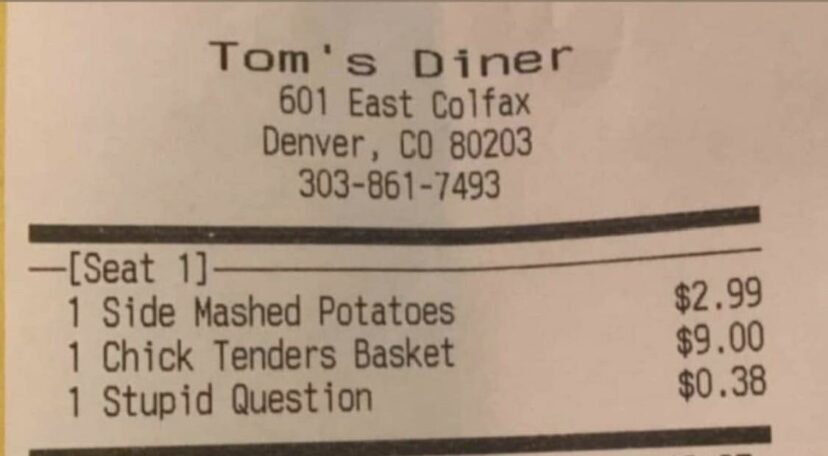 Tom's Diner
601 East Colfax
Denver, CO 80203
303-861-7493
[Seat 1]
1 Side Mashed Potatoes $2.99
1 Chick Tenders Basket $9.00
1 Stupid Question $0.38